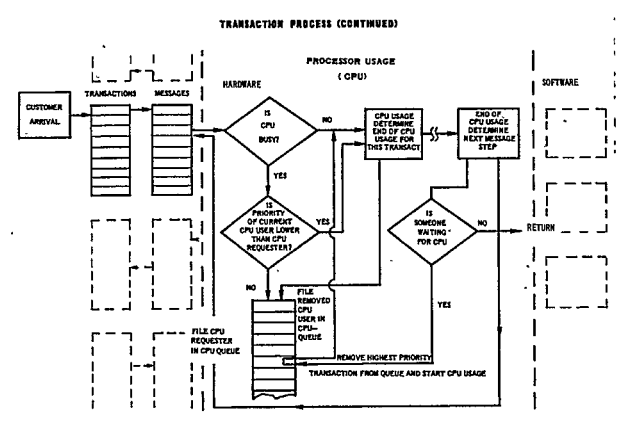 TRANSACTION PROCESS (CONTINUED)
PROCESSOR USAGE
(CPU)
HARDWARE
SOFTWARE
TRANSACTIONS
MESSAGES
CUSTOMER
ARRIVAL
IS
CPU
BUSY?
NO
YES
CPU USAGE
DETERMINE
END OF CPU
USAGE FOR
THIS TRANSACT
END OF
CPU USAGE
DETERMINE
NEXT MESSAGE
STEP
IS
PRIORITY
OF CURRENT
CPU USER LOWER
THAN CPU
REQUESTER?
YES
NO
IS
SOMEONE
WAITING
FOR CPU
NO
RETURN
YES
FILE
REMOVED
CPU
USER IN
CPU—
QUEUE
FILE CPU
REQUESTER
IN CPU QUEUE
REMOVE HIGHEST PRIORITY
TRANSACTION FROM QUEUE AND START CPU USAGE